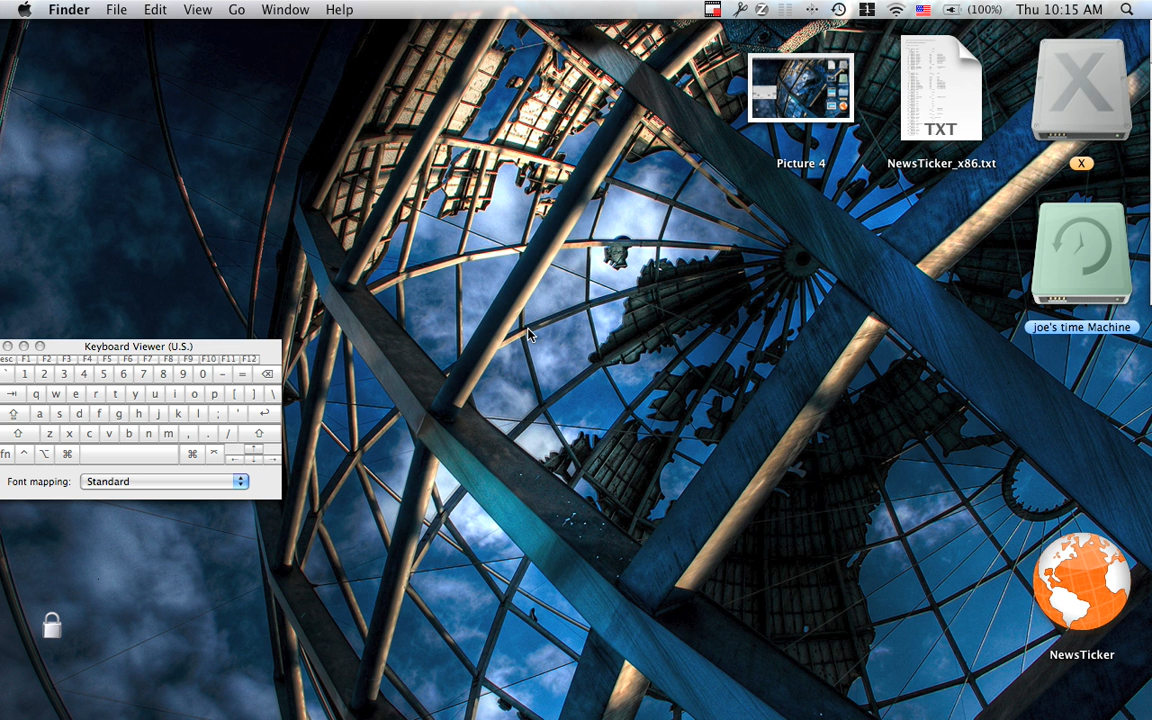 Finder File Edit View Go Window Help (100%) Thu 10:15 AM
TXT
Picture 4 NewsTicker_x86.txt X
joe's time Machine
Keyboard Viewer (U.S.)
esc F1 F2 F3 F4 F5 F6 F7 F8 F9 F10 F11 F12
` 1 2 3 4 5 6 7 8 9 0 - =
q w e r t y u i o p [ ] \
a s d f g h j k l ; '
z x c v b n m , . /
fn
Font mapping: Standard
NewsTicker